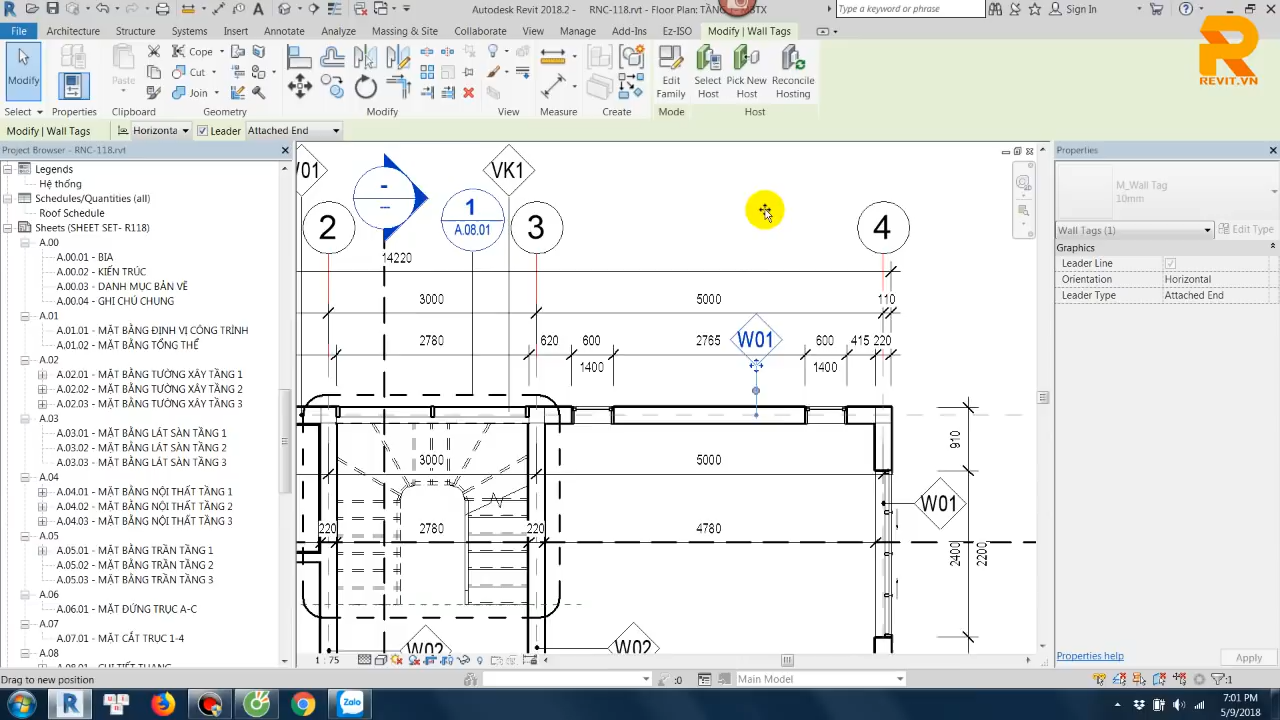 Autodesk Revit 2018.2 - RNC-118.rvt - Floor Plan: TẦNG
Type a keyword or phrase
Sign In
File Architecture Structure Systems Insert Annotate Analyze Massing & Site Collaborate View Manage Add-Ins Ez-ISO Modify | Wall Tags
REVIT.VN
Modify
Paste
Cope
Cut
Join
Edit Family
Select Host
Pick New Host
Reconcile Hosting
Select Properties Clipboard Geometry Modify View Measure Create Mode Host
Modify | Wall Tags
Horizonta
Leader
Attached End
Project Browser - RNC-118.rvt
Legends
Hệ thống
Schedules/Quantities (all)
Roof Schedule
Sheets (SHEET SET- R118)
A.00
A.00.01 - BIA
A.00.02 - KIẾN TRÚC
A.00.03 - DANH MỤC BẢN VẼ
A.00.04 - GHI CHÚ CHUNG
A.01
A.01.01 - MẶT BẰNG ĐỊNH VỊ CÔNG TRÌNH
A.01.02 - MẶT BẰNG TỔNG THỂ
A.02
A.02.01 - MẶT BẰNG TƯỜNG XÂY TẦNG 1
A.02.02 - MẶT BẰNG TƯỜNG XÂY TẦNG 2
A.02.03 - MẶT BẰNG TƯỜNG XÂY TẦNG 3
A.03
A.03.01 - MẶT BẰNG LÁT SÀN TẦNG 1
A.03.02 - MẶT BẰNG LÁT SÀN TẦNG 2
A.03.03 - MẶT BẰNG LÁT SÀN TẦNG 3
A.04
A.04.01 - MẶT BẰNG NỘI THẤT TẦNG 1
A.04.02 - MẶT BẰNG NỘI THẤT TẦNG 2
A.04.03 - MẶT BẰNG NỘI THẤT TẦNG 3
A.05
A.05.01 - MẶT BẰNG TRẦN TẦNG 1
A.05.02 - MẶT BẰNG TRẦN TẦNG 2
A.05.03 - MẶT BẰNG TRẦN TẦNG 3
A.06
A.06.01 - MẶT ĐỨNG TRỤC A-C
A.07
A.07.01 - MẶT CẮT TRỤC 1-4
A.08
VK1
2
1
A.08.01
3
4
14220
3000 5000 110
2780 620 600 2765 W01 600 415 220
1400 1400
910
3000 5000
W01
220 2780 220 4780
2400 2200
W02 W02
1 : 75
Properties
M_Wall Tag
10mm
Wall Tags (1)
Edit Type
Graphics
Leader Line
Orientation Horizontal
Leader Type Attached End
Properties help
Apply
Drag to new position
:0
Main Model
:1
Zalo
7:01 PM
5/9/2018